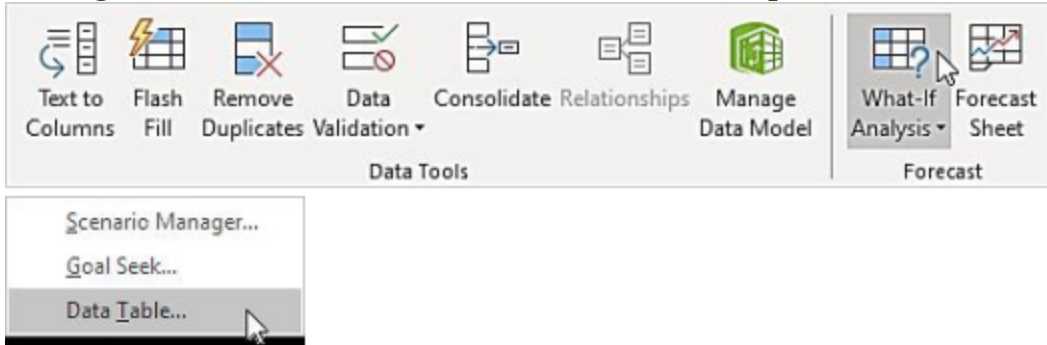 Text to Flash Remove Data Consolidate Relationships Manage What-If Forecast
Columns Fill Duplicates Validation Data Model Analysis Sheet
Data Tools Forecast
Scenario Manager...
Goal Seek...
Data Table...